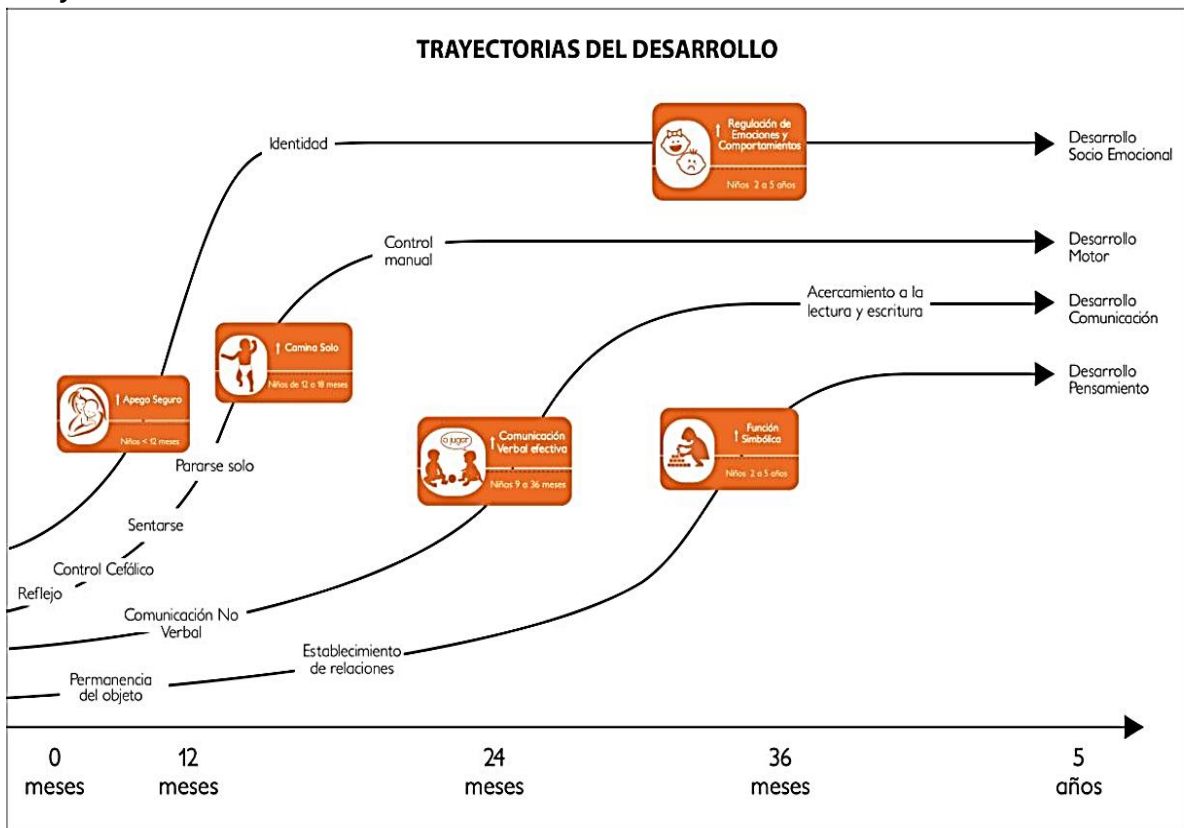 TRAYECTORIAS DEL DESARROLLO
Identidad
↑ Regulación de
Emociones y
Comportamientos
Niños 2 a 5 años
Desarrollo
Socio Emocional
Control
manual
Desarrollo
Motor
Acercamiento a la
lectura y escritura
Desarrollo
Comunicación
↑ Camina Solo
Niños de 12 a 18 meses
Desarrollo
Pensamiento
↑ Apego Seguro
Niños < 12 meses
a jugar
↑ Comunicación
Verbal efectiva
Niños 9 a 36 meses
↑ Función
Simbólica
Niños 2 a 5 años
Pararse solo
Sentarse
Control Cefálico
Reflejo
Comunicación No
Verbal
Establecimiento
de relaciones
Permanencia
del objeto
0
meses
12
meses
24
meses
36
meses
5
años